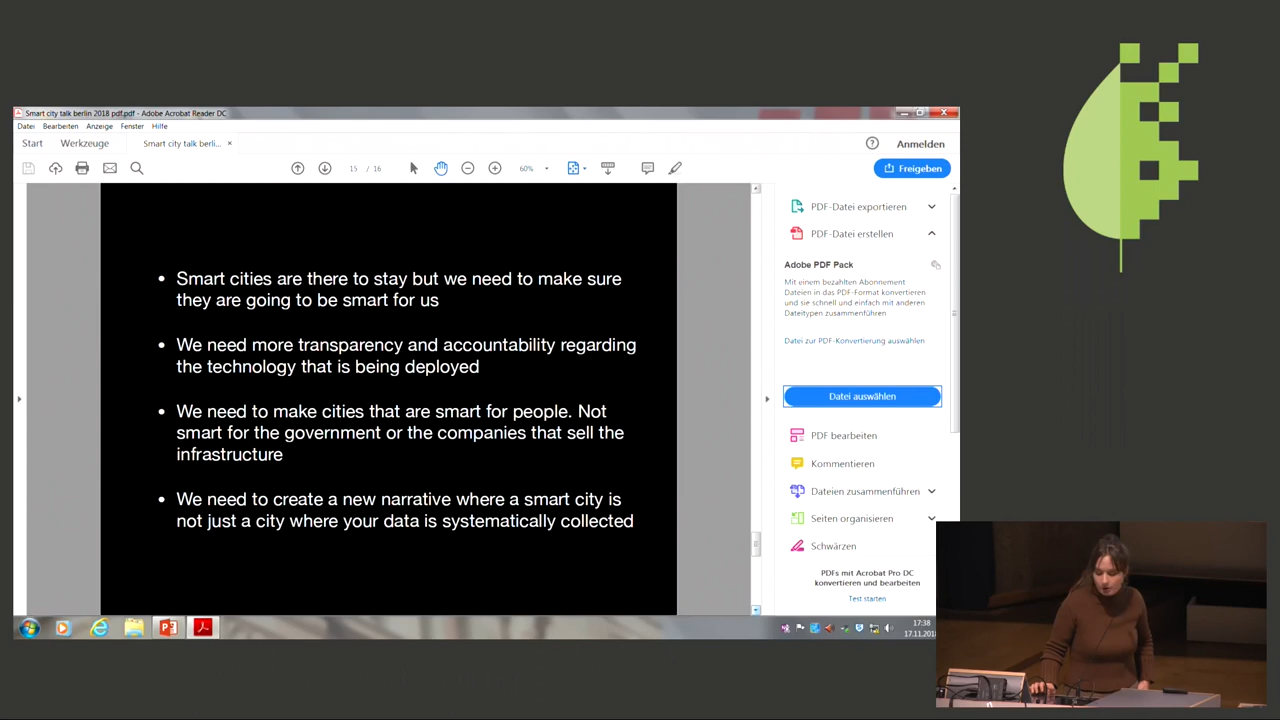 Smart city talk berlin 2018 pdf.pdf - Adobe Acrobat Reader DC
Datei Bearbeiten Anzeige Fenster Hilfe
Start Werkzeuge Smart city talk berli... × Anmelden
15 / 16 60% Freigeben
• Smart cities are there to stay but we need to make sure
they are going to be smart for us
• We need more transparency and accountability regarding
the technology that is being deployed
• We need to make cities that are smart for people. Not
smart for the government or the companies that sell the
infrastructure
• We need to create a new narrative where a smart city is
not just a city where your data is systematically collected
PDF-Datei exportieren
PDF-Datei erstellen
Adobe PDF Pack
Mit einem bezahlten Abonnement
Dateien in das PDF-Format konvertieren
und sie schnell und einfach mit anderen
Dateitypen zusammenführen
Datei zur PDF-Konvertierung auswählen
Datei auswählen
PDF bearbeiten
Kommentieren
Dateien zusammenführen
Seiten organisieren
Schwärzen
PDFs mit Acrobat Pro DC
konvertieren und bearbeiten
Test starten
17:38
17.11.201